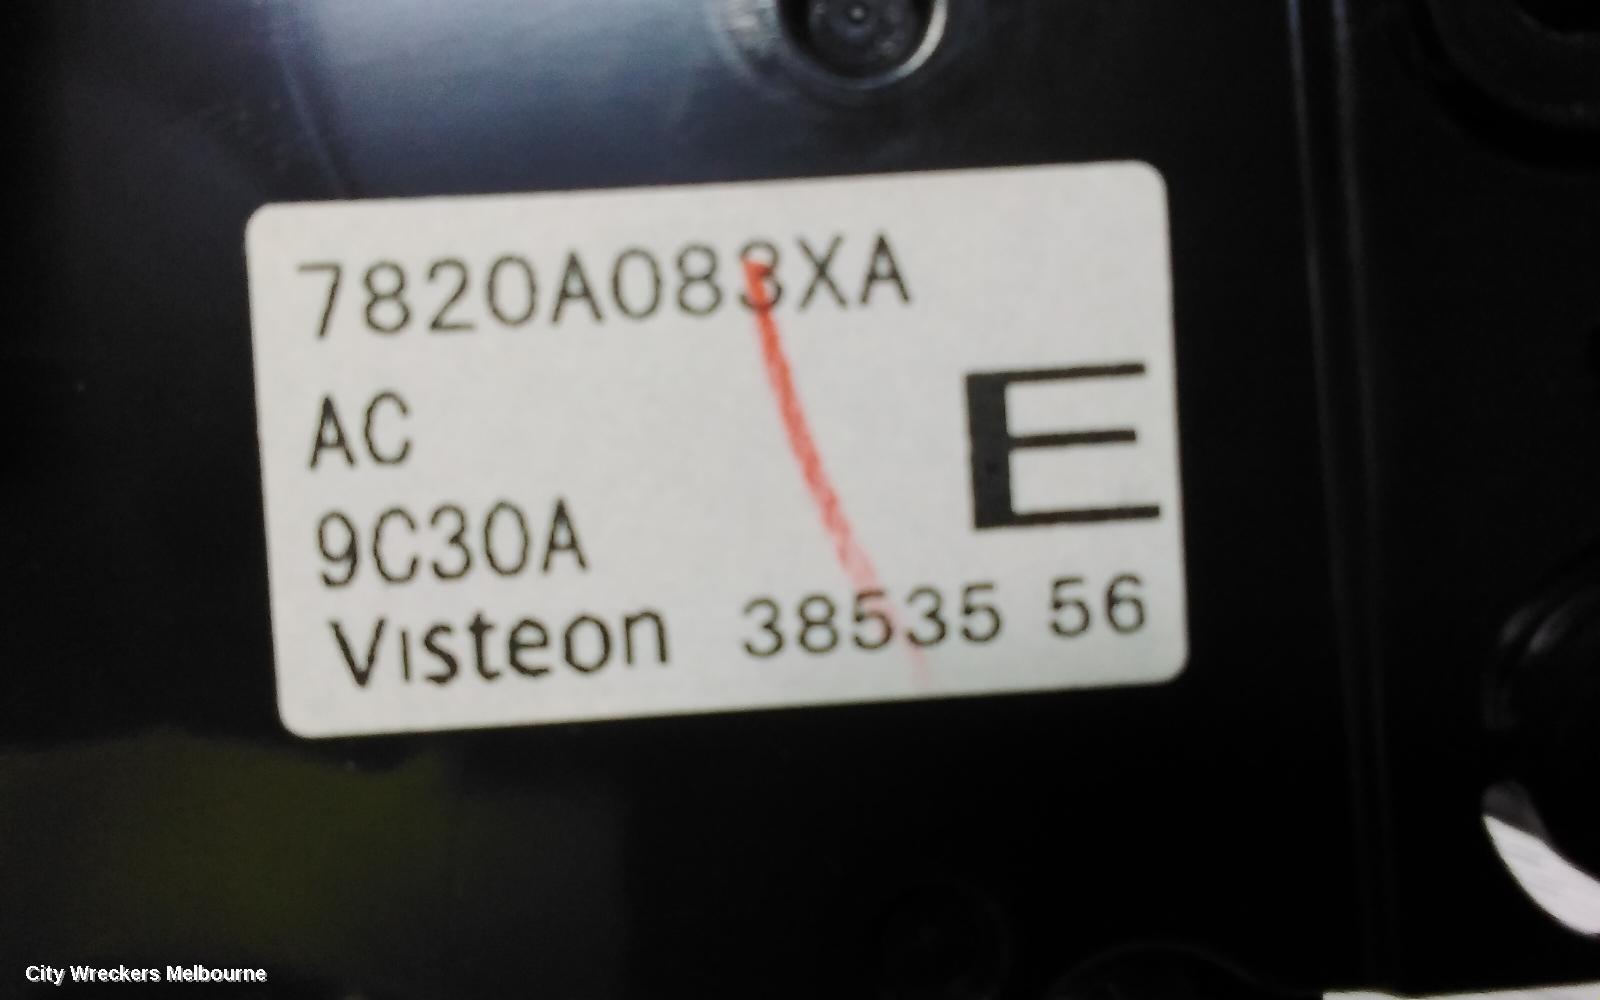 7820A083XA
AC
E
9C30A
Visteon 38535 56
City Wreckers Melbourne